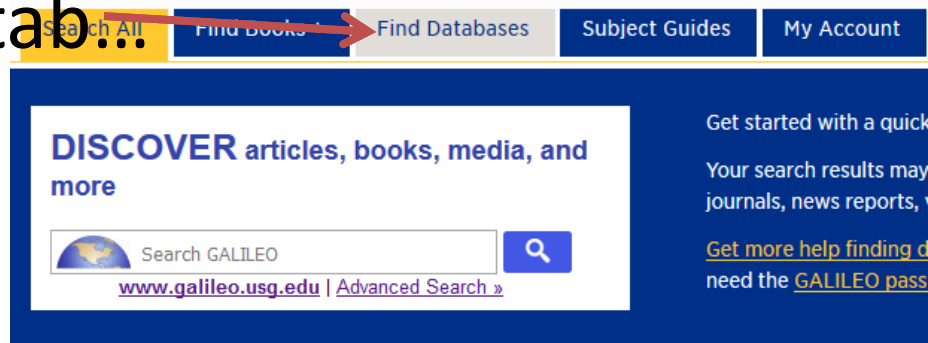 tab...
Search All Find Books Find Databases Subject Guides My Account
DISCOVER articles, books, media, and
more
Get started with a quick
Your search results may
journals, news reports,
Search GALILEO
www.galileo.usg.edu | Advanced Search »
Get more help finding d
need the GALILEO pass